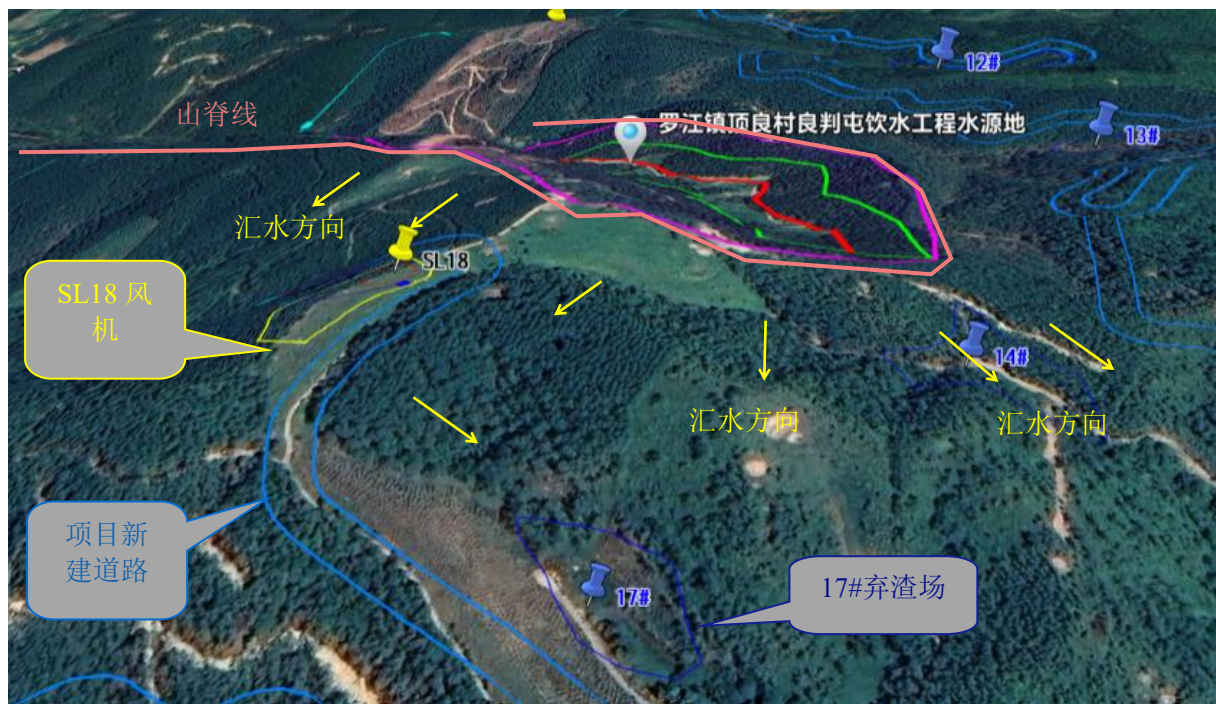 12#
山脊线
罗江镇顶良村良判屯饮水工程水源地
13#
汇水方向
SL18
SL18 风
机
14#
汇水方向
汇水方向
项目新
建道路
17#弃渣场
17#